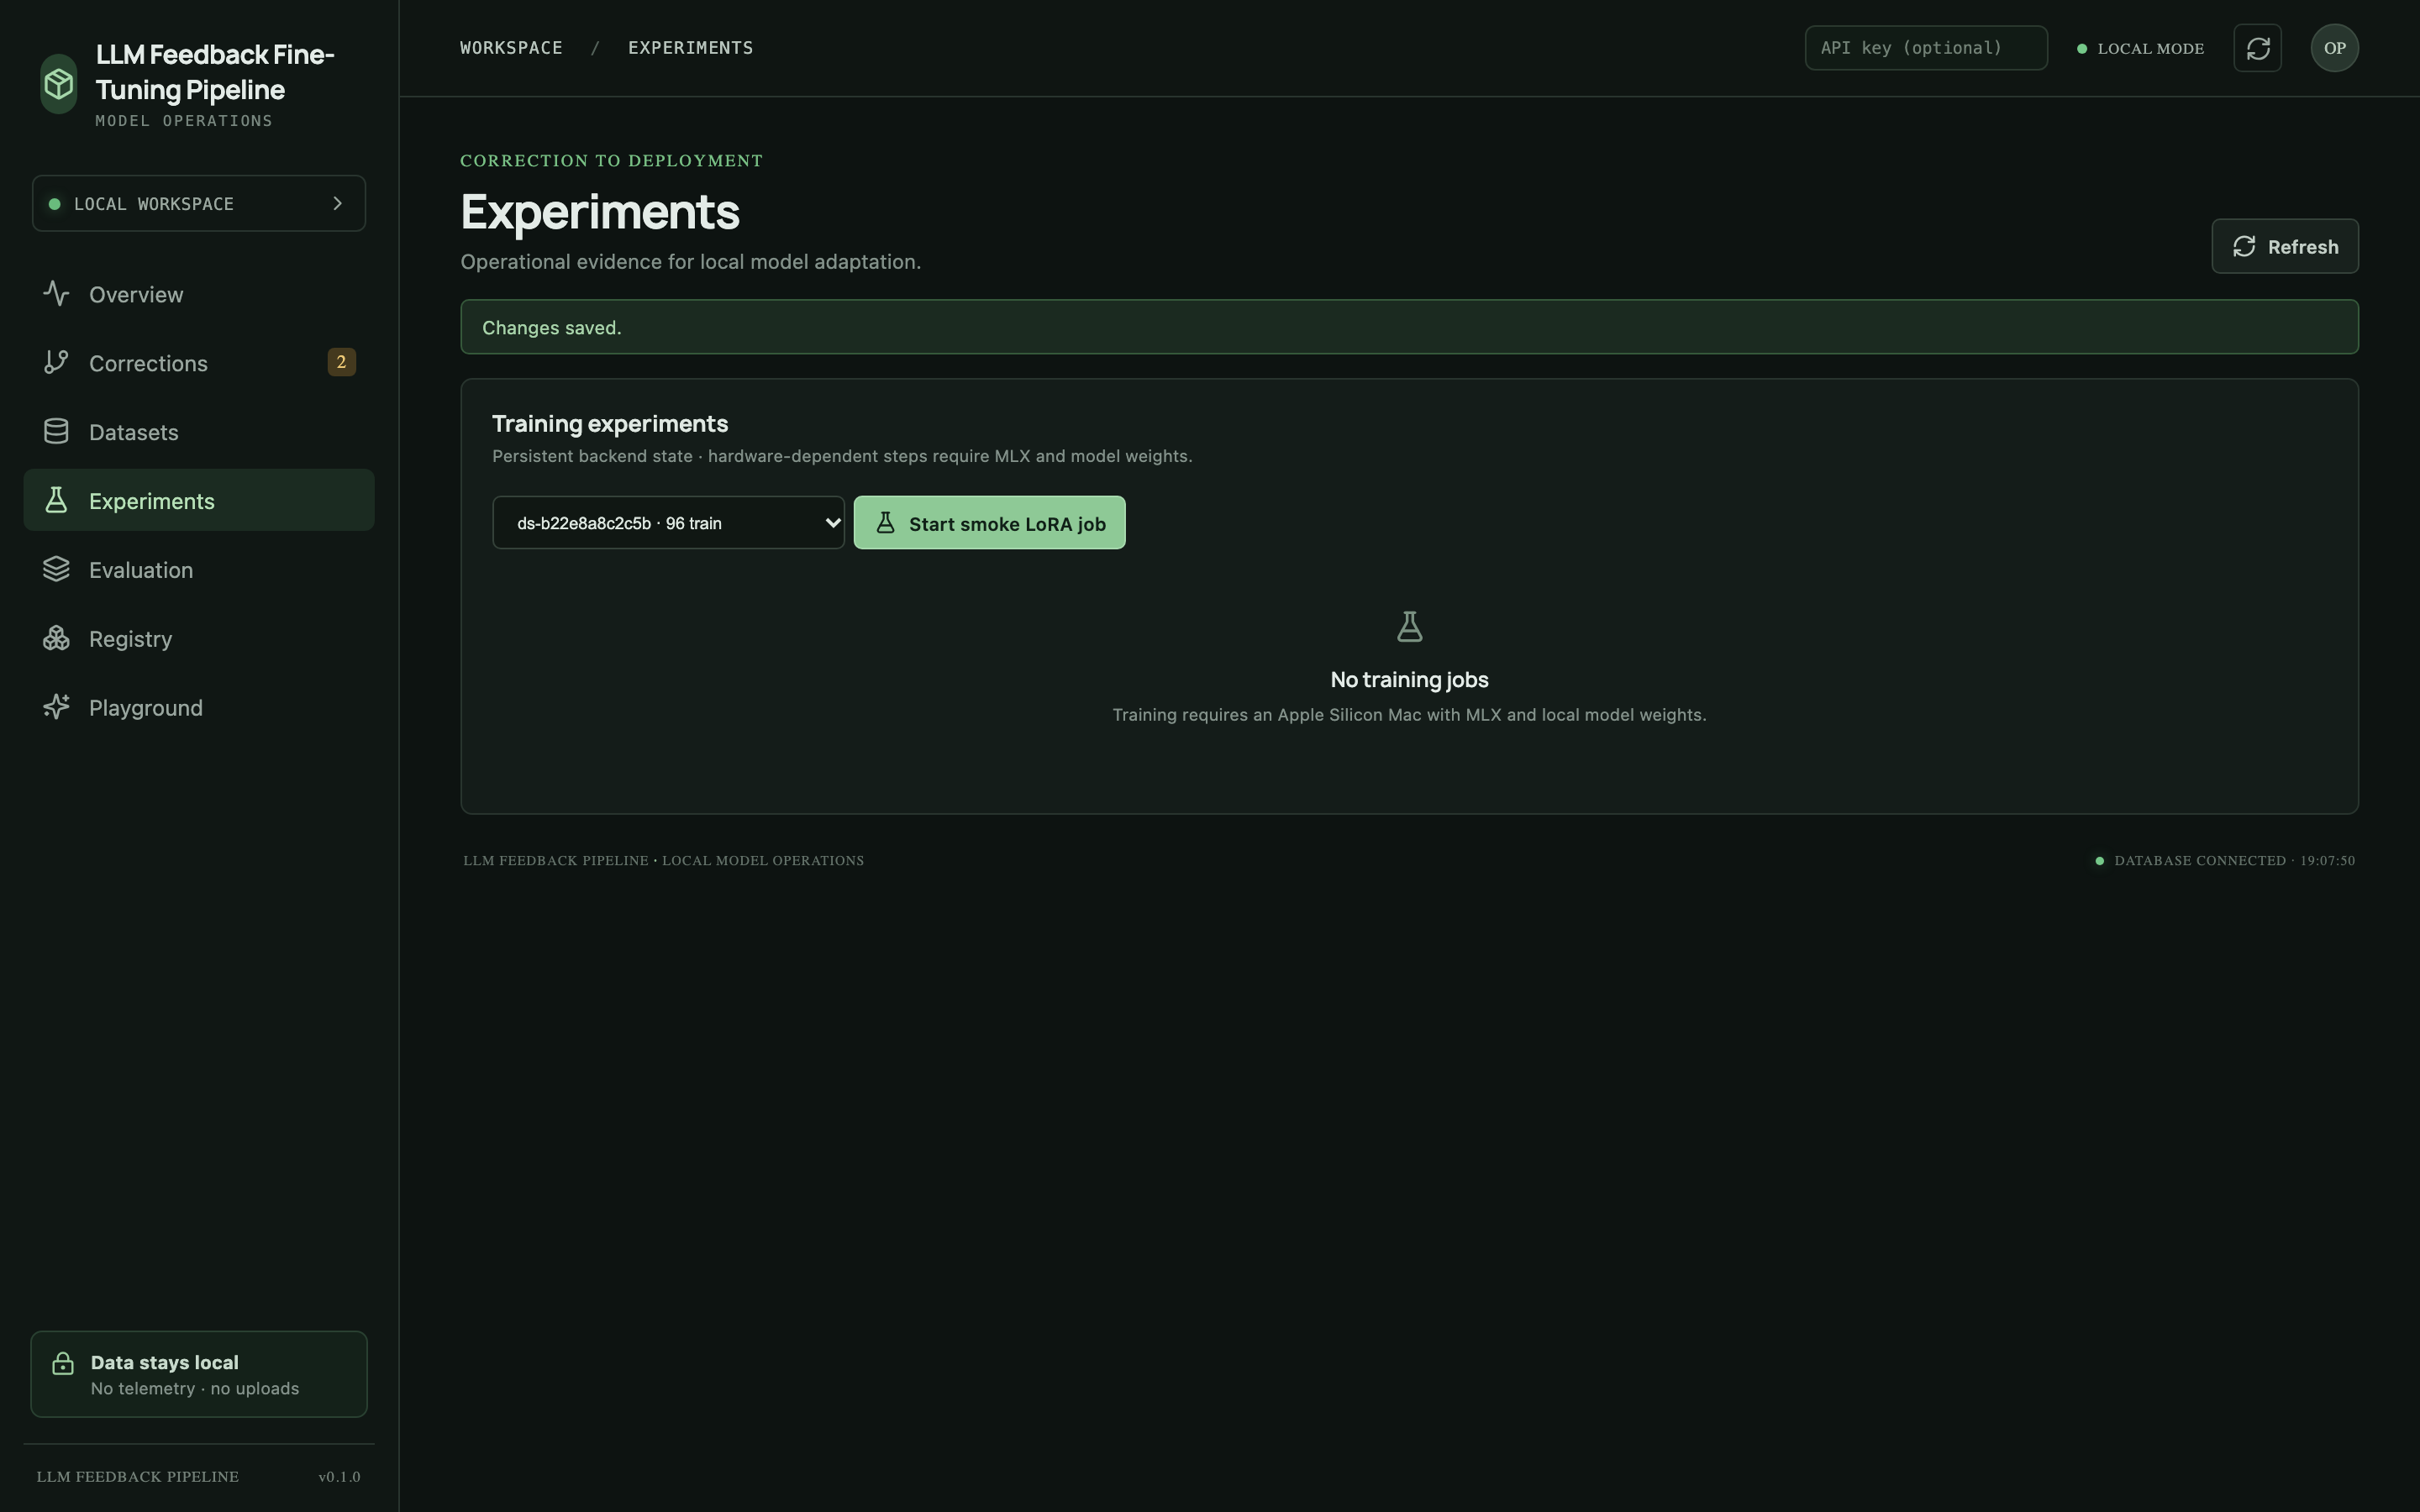 LLM Feedback Fine-
Tuning Pipeline
MODEL OPERATIONS
LOCAL WORKSPACE
Overview
Corrections 2
Datasets
Experiments
Evaluation
Registry
Playground
Data stays local
No telemetry · no uploads
LLM FEEDBACK PIPELINE v0.1.0
WORKSPACE / EXPERIMENTS
API key (optional)
LOCAL MODE
OP
CORRECTION TO DEPLOYMENT
Experiments
Operational evidence for local model adaptation.
Refresh
Changes saved.
Training experiments
Persistent backend state · hardware-dependent steps require MLX and model weights.
ds-b22e8a8c2c5b · 96 train
Start smoke LoRA job
No training jobs
Training requires an Apple Silicon Mac with MLX and local model weights.
LLM FEEDBACK PIPELINE · LOCAL MODEL OPERATIONS
DATABASE CONNECTED · 19:07:50